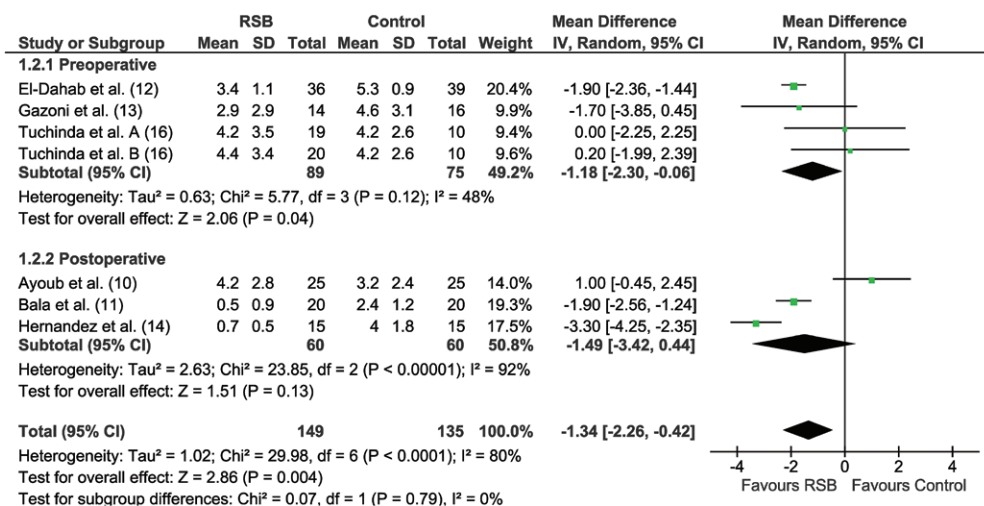 RSB Control Mean Difference Mean Difference
Study or Subgroup Mean SD Total Mean SD Total Weight IV, Random, 95% CI IV, Random, 95% CI
1.2.1 Preoperative
El-Dahab et al. (12) 3.4 1.1 36 5.3 0.9 39 20.4% -1.90 [-2.36, -1.44]
Gazoni et al. (13) 2.9 2.9 14 4.6 3.1 16 9.9% -1.70 [-3.85, 0.45]
Tuchinda et al. A (16) 4.2 3.5 19 4.2 2.6 10 9.4% 0.00 [-2.25, 2.25]
Tuchinda et al. B (16) 4.4 3.4 20 4.2 2.6 10 9.6% 0.20 [-1.99, 2.39]
Subtotal (95% CI) 89 75 49.2% -1.18 [-2.30, -0.06]
Heterogeneity: Tau² = 0.63; Chi² = 5.77, df = 3 (P = 0.12); I² = 48%
Test for overall effect: Z = 2.06 (P = 0.04)
1.2.2 Postoperative
Ayoub et al. (10) 4.2 2.8 25 3.2 2.4 25 14.0% 1.00 [-0.45, 2.45]
Bala et al. (11) 0.5 0.9 20 2.4 1.2 20 19.3% -1.90 [-2.56, -1.24]
Hernandez et al. (14) 0.7 0.5 15 4 1.8 15 17.5% -3.30 [-4.25, -2.35]
Subtotal (95% CI) 60 60 50.8% -1.49 [-3.42, 0.44]
Heterogeneity: Tau² = 2.63; Chi² = 23.85, df = 2 (P < 0.00001); I² = 92%
Test for overall effect: Z = 1.51 (P = 0.13)
Total (95% CI) 149 135 100.0% -1.34 [-2.26, -0.42]
Heterogeneity: Tau² = 1.02; Chi² = 29.98, df = 6 (P < 0.0001); I² = 80%
Test for overall effect: Z = 2.86 (P = 0.004)
Test for subgroup differences: Chi² = 0.07, df = 1 (P = 0.79), I² = 0%
-4 -2 0 2 4
Favours RSB Favours Control